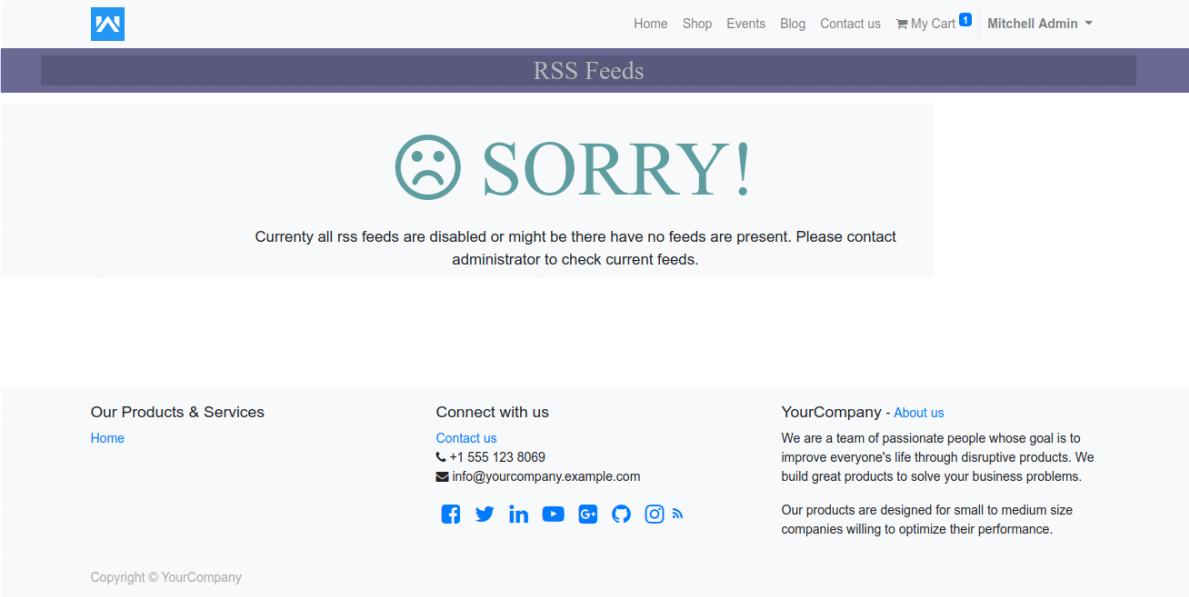 Home Shop Events Blog Contact us My Cart 1 Mitchell Admin
RSS Feeds
SORRY!
Currenty all rss feeds are disabled or might be there have no feeds are present. Please contact
administrator to check current feeds.
Our Products & Services
Home
Connect with us
Contact us
+1 555 123 8069
info@yourcompany.example.com
YourCompany - About us
We are a team of passionate people whose goal is to
improve everyone's life through disruptive products. We
build great products to solve your business problems.
Our products are designed for small to medium size
companies willing to optimize their performance.
Copyright © YourCompany